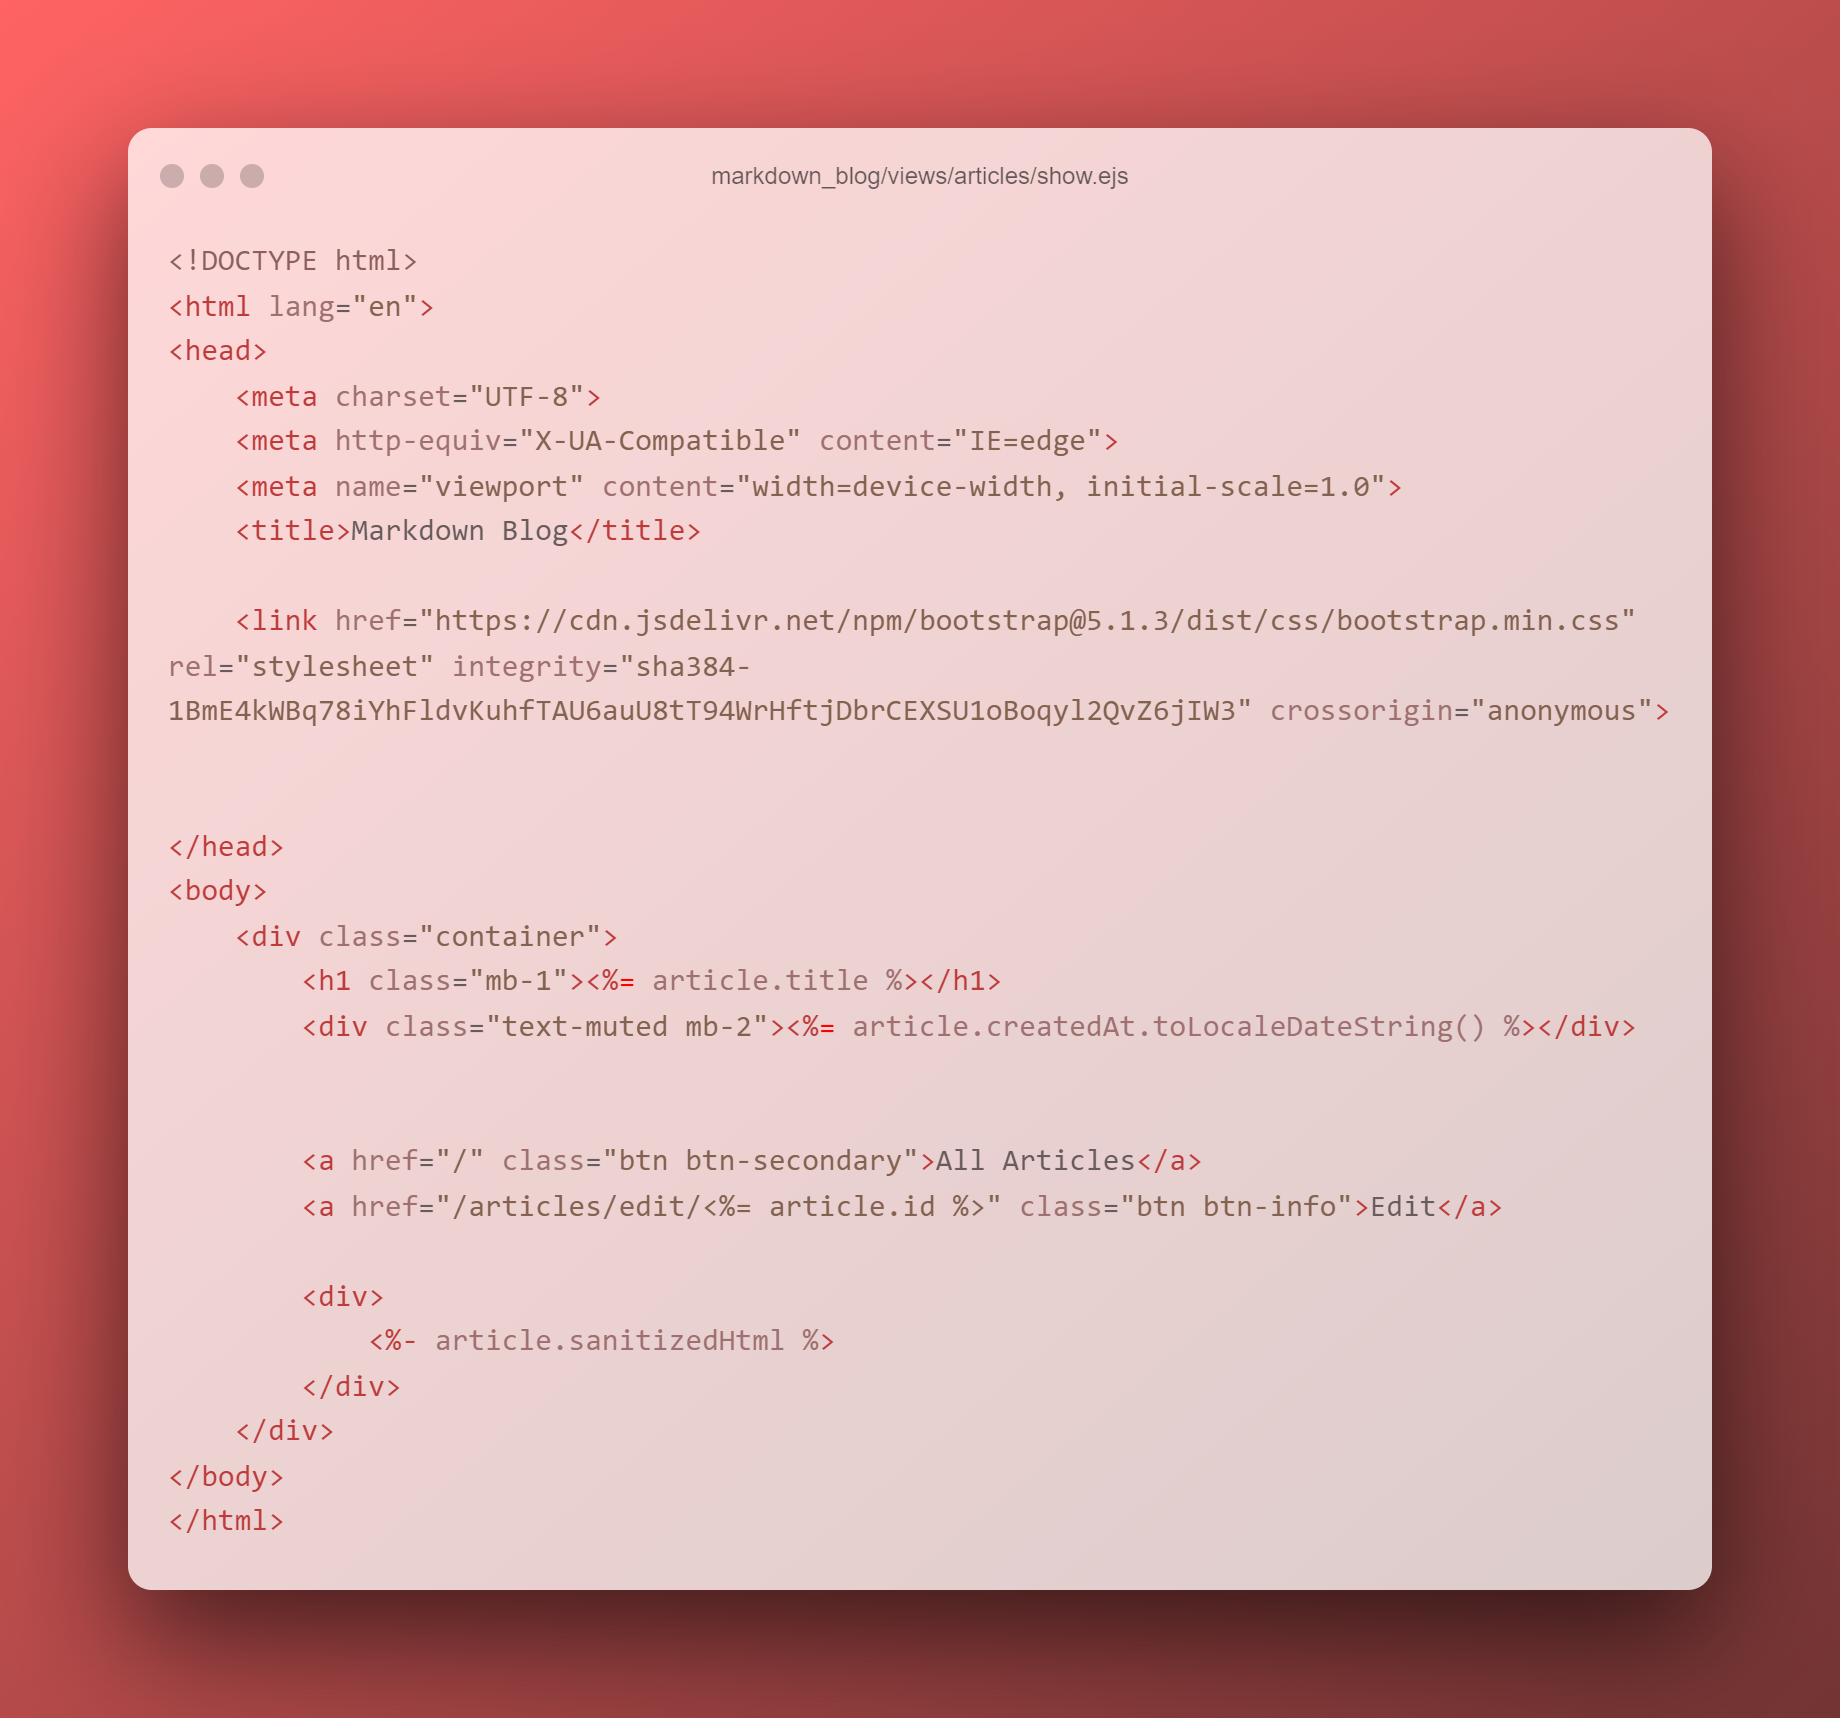 markdown_blog/views/articles/show.ejs
<!DOCTYPE html>
<html lang="en">
<head>
    <meta charset="UTF-8">
    <meta http-equiv="X-UA-Compatible" content="IE=edge">
    <meta name="viewport" content="width=device-width, initial-scale=1.0">
    <title>Markdown Blog</title>
    <link href="https://cdn.jsdelivr.net/npm/bootstrap@5.1.3/dist/css/bootstrap.min.css"
rel="stylesheet" integrity="sha384-
1BmE4kWBq78iYhFldvKuhfTAU6auU8tT94WrHftjDbrCEXSU1oBoqyl2QvZ6jIW3" crossorigin="anonymous">
</head>
<body>
    <div class="container">
        <h1 class="mb-1"><%= article.title %></h1>
        <div class="text-muted mb-2"><%= article.createdAt.toLocaleDateString() %></div>
        <a href="/" class="btn btn-secondary">All Articles</a>
        <a href="/articles/edit/<%= article.id %>" class="btn btn-info">Edit</a>
        <div>
            <%- article.sanitizedHtml %>
        </div>
    </div>
</body>
</html>